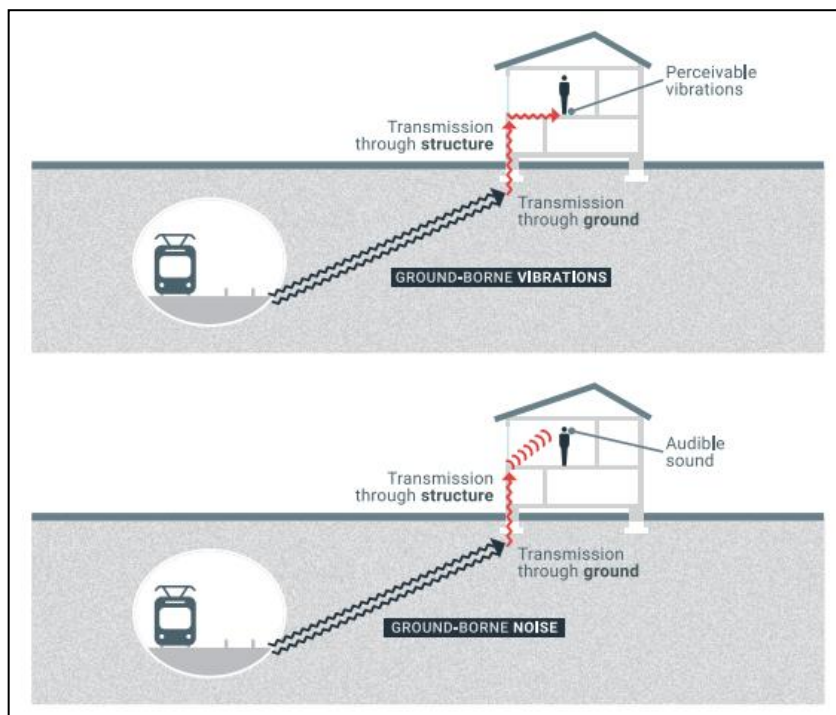 Perceivable
vibrations
Transmission
through structure
Transmission
through ground
GROUND-BORNE VIBRATIONS
Audible
sound
Transmission
through structure
Transmission
through ground
GROUND-BORNE NOISE